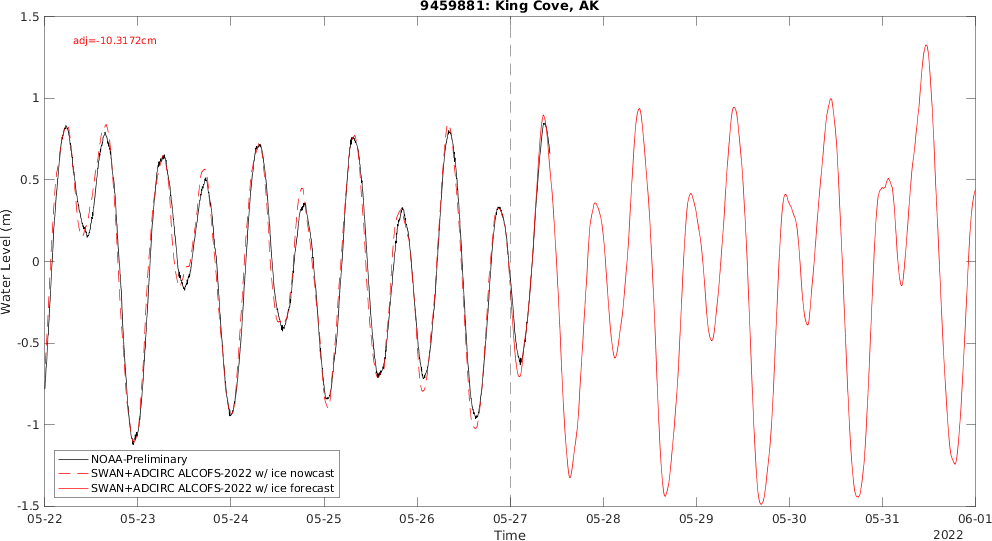 9459881: King Cove, AK
adj=-10.3172cm
Water Level (m)
1.5
1
0.5
0
-0.5
-1
-1.5
NOAA-Preliminary
SWAN+ADCIRC ALCOFS-2022 w/ ice nowcast
SWAN+ADCIRC ALCOFS-2022 w/ ice forecast
05-22 05-23 05-24 05-25 05-26 05-27 05-28 05-29 05-30 05-31 06-01
Time
2022